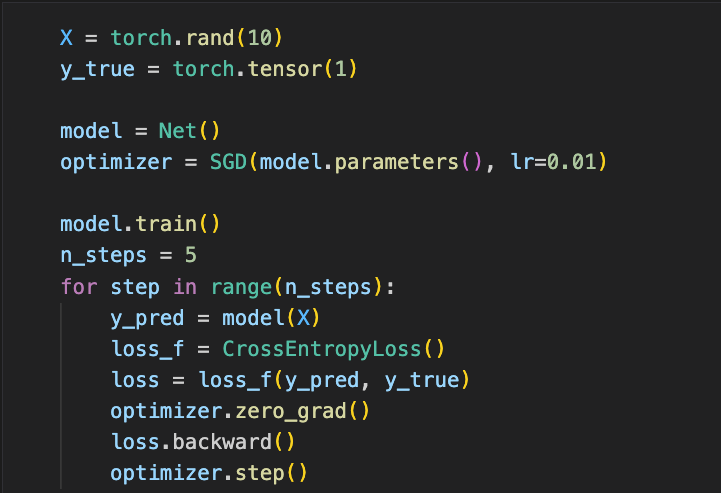 X = torch.rand(10)
y_true = torch.tensor(1)
model = Net()
optimizer = SGD(model.parameters(), lr=0.01)
model.train()
n_steps = 5
for step in range(n_steps):
    y_pred = model(X)
    loss_f = CrossEntropyLoss()
    loss = loss_f(y_pred, y_true)
    optimizer.zero_grad()
    loss.backward()
    optimizer.step()